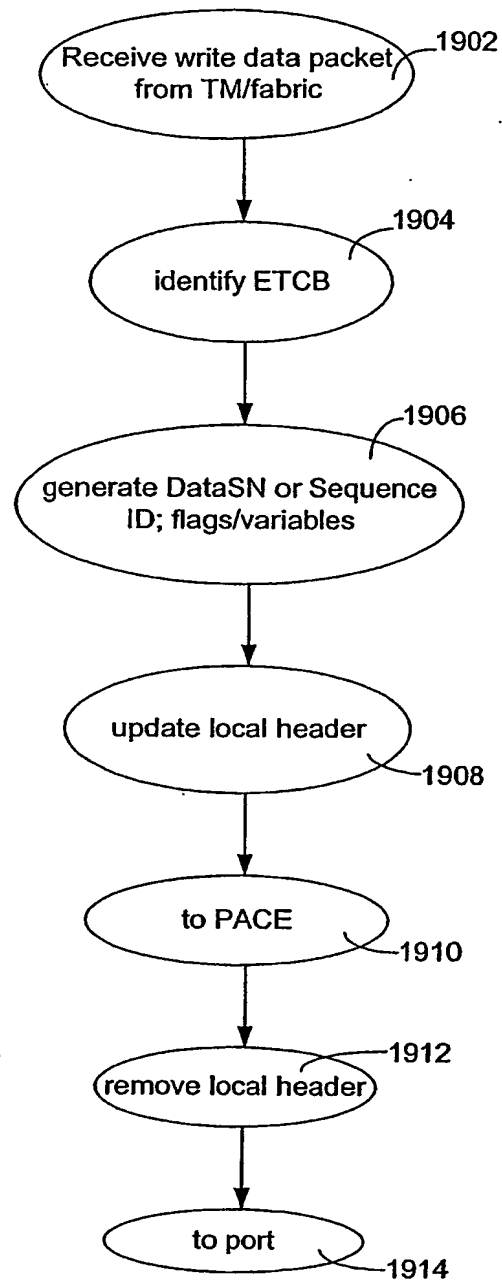 Receive write data packet
from TM/fabric
1902
identify ETCB
1904
generate DataSN or Sequence
ID; flags/variables
1906
update local header
1908
to PACE
1910
remove local header
1912
to port
1914